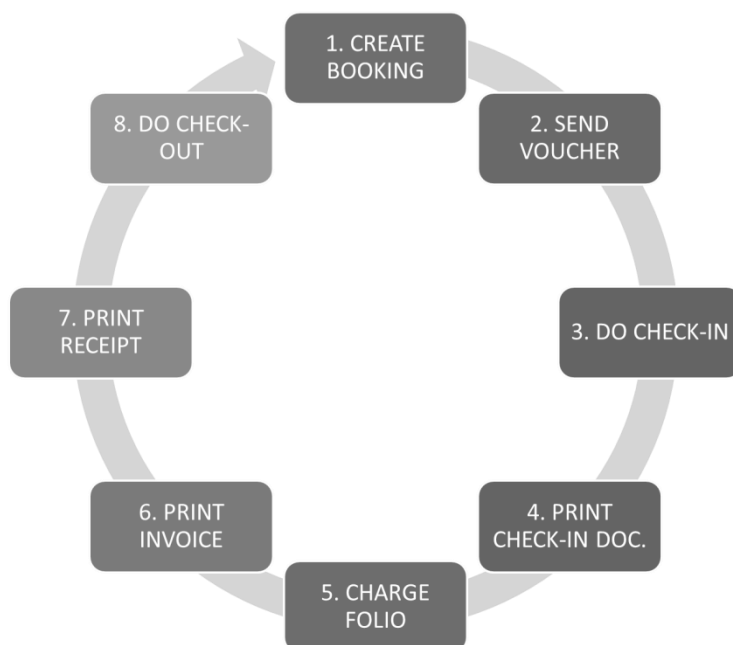 1. CREATE
BOOKING
2. SEND
VOUCHER
3. DO CHECK-IN
4. PRINT
CHECK-IN DOC.
5. CHARGE
FOLIO
6. PRINT
INVOICE
7. PRINT
RECEIPT
8. DO CHECK-
OUT